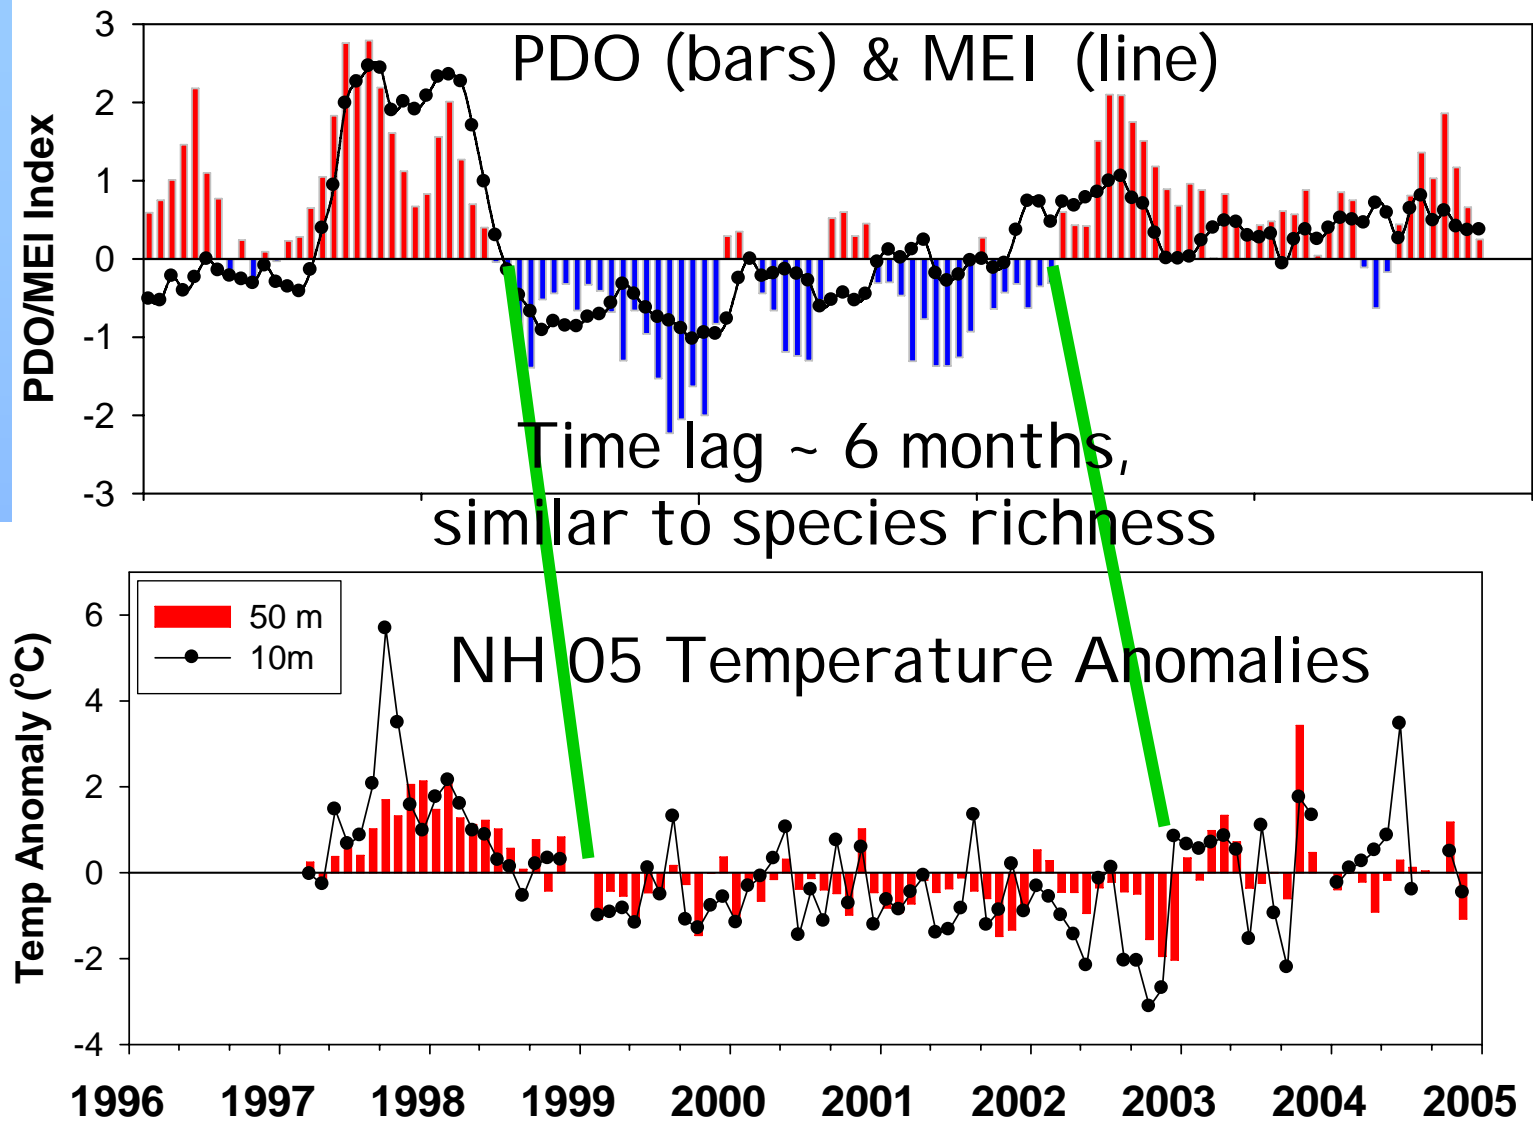 PDO (bars) & MEI (line)
PDO/MEI Index
3
2
1
0
-1
-2
-3
Time lag ~ 6 months,
similar to species richness
50 m
10m
NH 05 Temperature Anomalies
Temp Anomaly (°C)
6
4
2
0
-2
-4
1996 1997 1998 1999 2000 2001 2002 2003 2004 2005